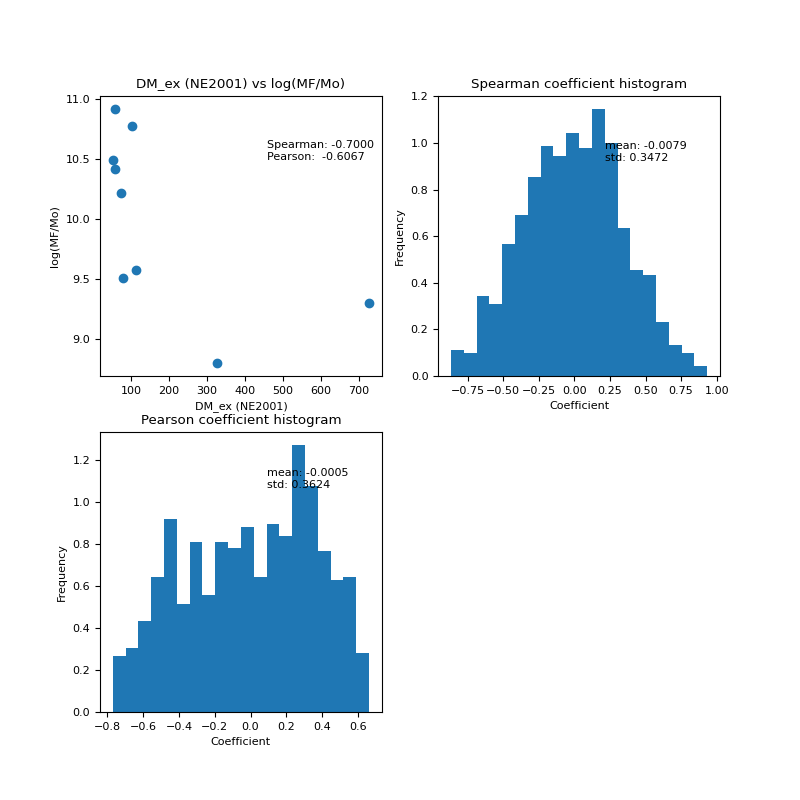 DM_ex (NE2001) vs log(MF/Mo)
11.0
10.5
10.0
9.5
9.0
log(MF/Mo)
Spearman: -0.7000
Pearson: -0.6067
100 200 300 400 500 600 700
DM_ex (NE2001)
Spearman coefficient histogram
1.2
1.0
0.8
0.6
0.4
0.2
0.0
Frequency
mean: -0.0079
std: 0.3472
−0.75 −0.50 −0.25 0.00 0.25 0.50 0.75 1.00
Coefficient
Pearson coefficient histogram
1.2
1.0
0.8
0.6
0.4
0.2
0.0
Frequency
mean: -0.0005
std: 0.3624
−0.8 −0.6 −0.4 −0.2 0.0 0.2 0.4 0.6
Coefficient